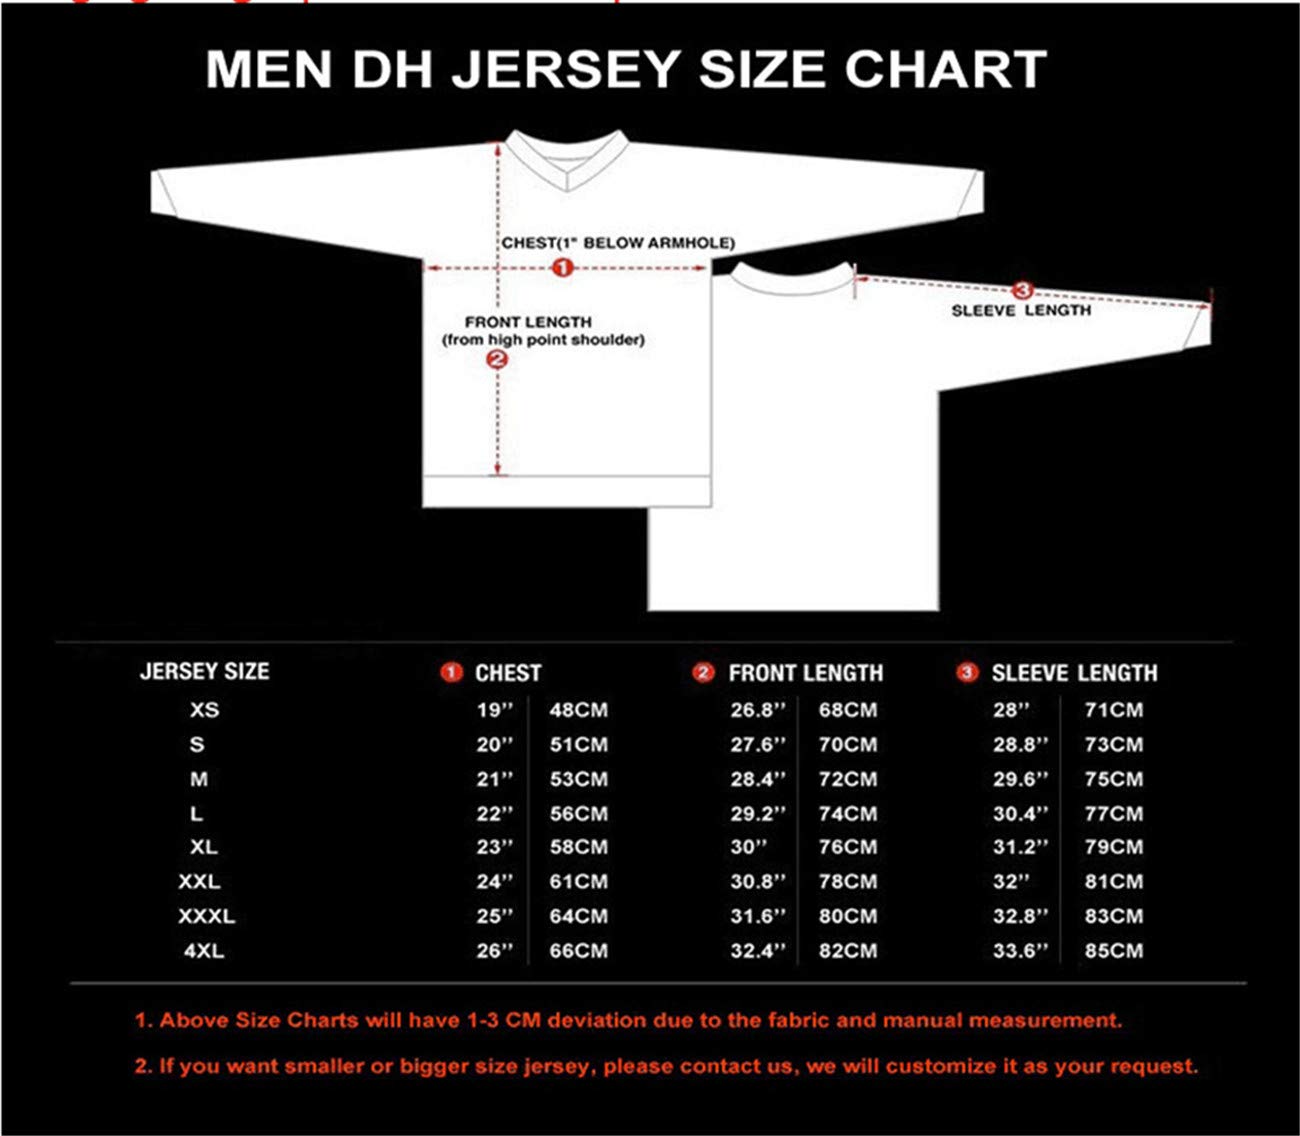 MEN DH JERSEY SIZE CHART
CHEST(1" BELOW ARMHOLE)
1
FRONT LENGTH
(from high point shoulder)
2
3
SLEEVE LENGTH
JERSEY SIZE 1 CHEST 2 FRONT LENGTH 3 SLEEVE LENGTH
XS 19’’ 48CM 26.8’’ 68CM 28’’ 71CM
S 20’’ 51CM 27.6’’ 70CM 28.8’’ 73CM
M 21’’ 53CM 28.4’’ 72CM 29.6’’ 75CM
L 22’’ 56CM 29.2’’ 74CM 30.4’’ 77CM
XL 23’’ 58CM 30’’ 76CM 31.2’’ 79CM
XXL 24’’ 61CM 30.8’’ 78CM 32’’ 81CM
XXXL 25’’ 64CM 31.6’’ 80CM 32.8’’ 83CM
4XL 26’’ 66CM 32.4’’ 82CM 33.6’’ 85CM
1. Above Size Charts will have 1-3 CM deviation due to the fabric and manual measurement.
2. If you want smaller or bigger size jersey, please contact us, we will customize it as your request.